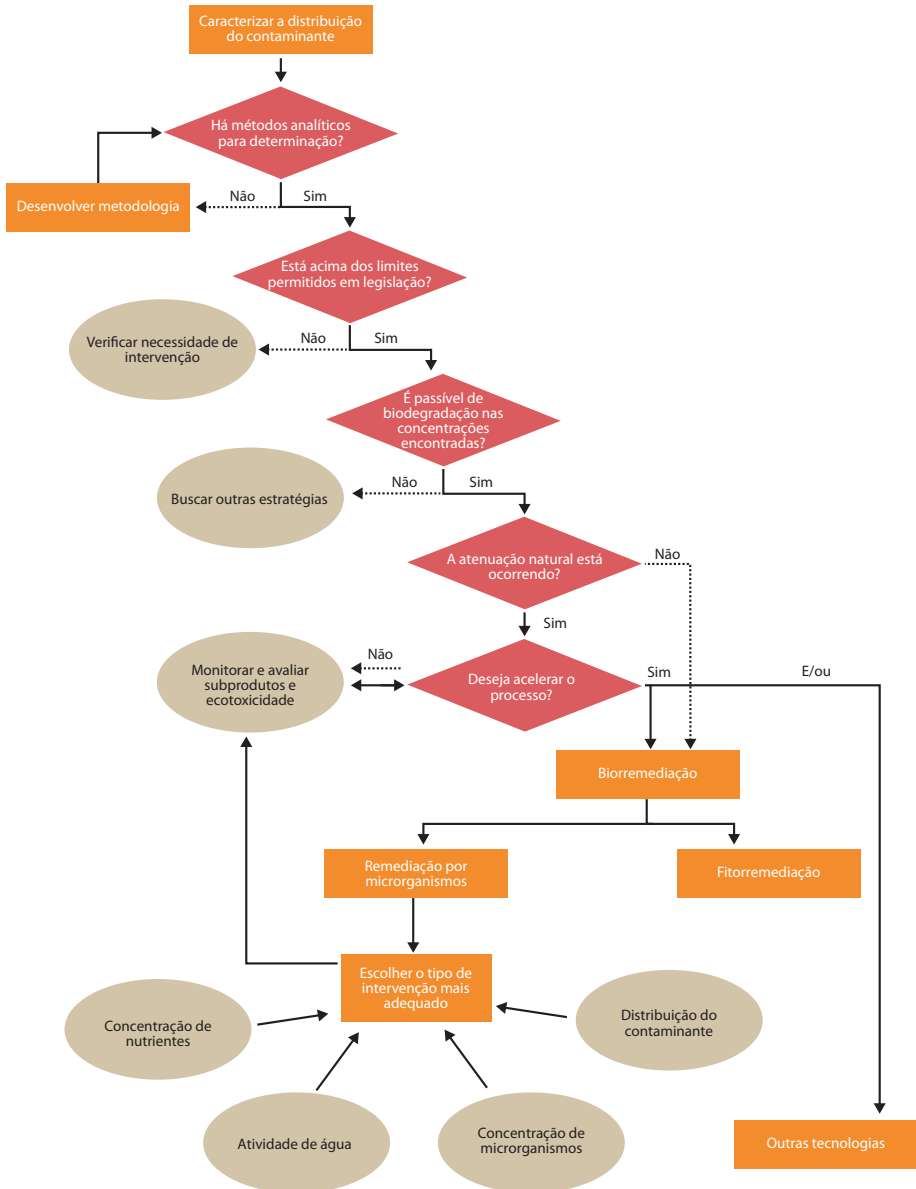 Caracterizar a distribuição
do contaminante
Há métodos analíticos
para determinação?
Não
Sim
Desenvolver metodologia
Está acima dos limites
permitidos em legislação?
Não
Sim
Verificar necessidade de
intervenção
É passível de
biodegradação nas
concentrações
encontradas?
Não
Sim
Buscar outras estratégias
A atenuação natural está
ocorrendo?
Não
Sim
Não
Monitorar e avaliar
subprodutos e
ecotoxicidade
Deseja acelerar o
processo?
Sim
E/ou
Biorremediação
Remediação por
microrganismos
Fitorremediação
Escolher o tipo de
intervenção mais
adequado
Concentração de
nutrientes
Distribuição do
contaminante
Atividade de água
Concentração de
microrganismos
Outras tecnologias